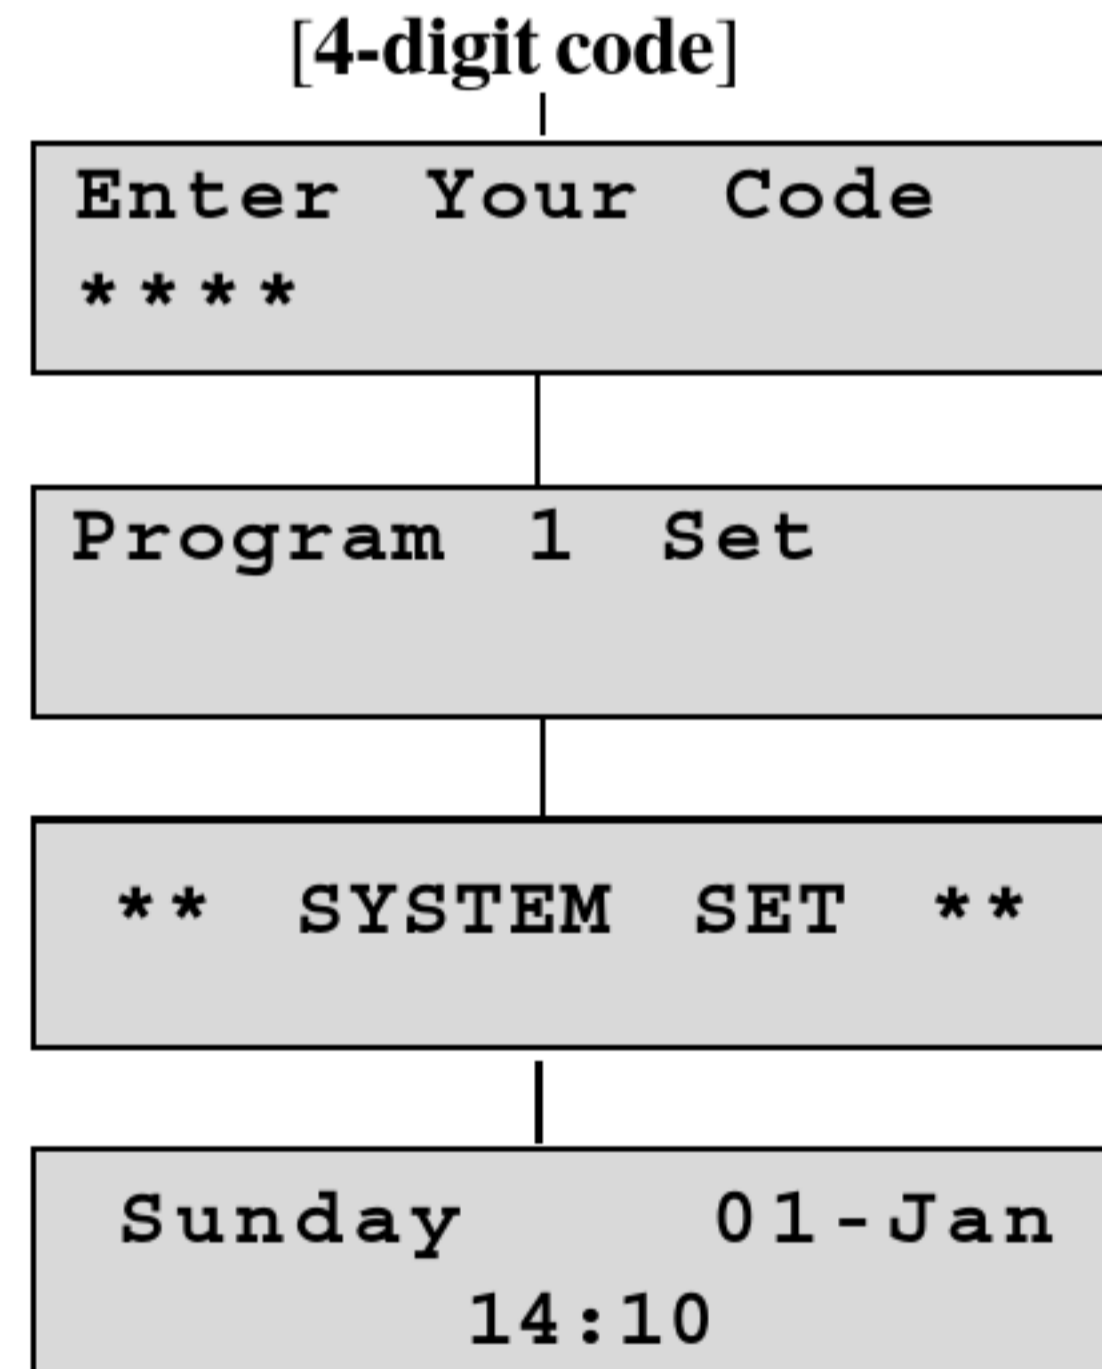 [4-digit code]
Enter Your Code
****
Program 1 Set
** SYSTEM SET **
Sunday 01-Jan
14:10